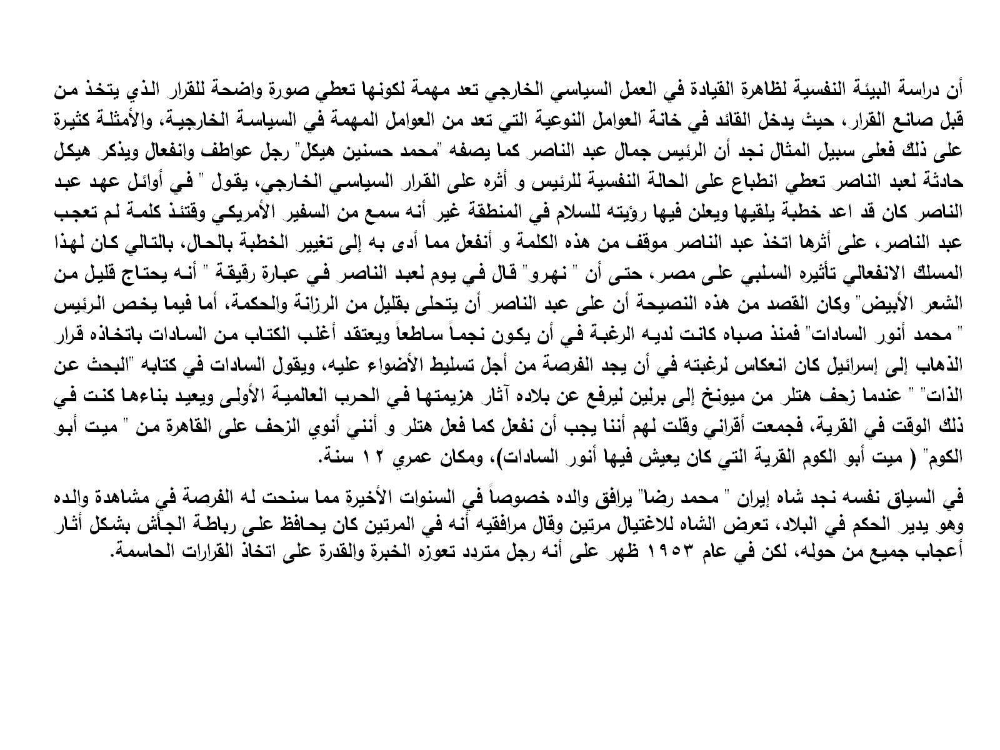 أن دراسة البيئة النفسية لظاهرة القيادة في العمل السياسي الخارجي تعد مهمة لكونها تعطي صورة واضحة للقرار الذي يتخذ من
قبل صانع القرار، حيث يدخل القائد في خانة العوامل النوعية التي تعد من العوامل المهمة في السياسة الخارجية، والأمثلة كثيرة
على ذلك فعلى سبيل المثال نجد أن الرئيس جمال عبد الناصر كما يصفه "محمد حسنين هيكل" رجل عواطف وانفعال ويذكر هيكل
حادثة لعبد الناصر تعطي انطباع على الحالة النفسية للرئيس و أثره على القرار السياسي الخارجي، يقول " في أوائل عهد عبد
الناصر كان قد اعد خطبة يلقيها ويعلن فيها رؤيته للسلام في المنطقة غير أنه سمع من السفير الأمريكي وقتئذ كلمة لم تعجب
عبد الناصر، على أثرها اتخذ عبد الناصر موقف من هذه الكلمة و أنفعل مما أدى به إلى تغيير الخطبة بالحال، بالتالي كان لهذا
المسلك الانفعالي تأثيره السلبي على مصر، حتى أن " نهرو" قال في يوم لعبد الناصر في عبارة رقيقة " أنه يحتاج قليل من
الشعر الأبيض" وكان القصد من هذه النصيحة أن على عبد الناصر أن يتحلى بقليل من الرزانة والحكمة، أما فيما يخص الرئيس
" محمد أنور السادات" فمنذ صباه كانت لديه الرغبة في أن يكون نجماً ساطعاً ويعتقد أغلب الكتاب من السادات باتخاذه قرار
الذهاب إلى إسرائيل كان انعكاس لرغبته في أن يجد الفرصة من أجل تسليط الأضواء عليه، ويقول السادات في كتابه "البحث عن
الذات" " عندما زحف هتلر من ميونخ إلى برلين ليرفع عن بلاده آثار هزيمتها في الحرب العالمية الأولى ويعيد بناءها كنت في
ذلك الوقت في القرية، فجمعت أقراني وقلت لهم أننا يجب أن نفعل كما فعل هتلر و أنني أنوي الزحف على القاهرة من " ميت أبو
الكوم" ( ميت أبو الكوم القرية التي كان يعيش فيها أنور السادات)، ومكان عمري ١٢ سنة.
في السياق نفسه نجد شاه إيران " محمد رضا" يرافق والده خصوصاً في السنوات الأخيرة مما سنحت له الفرصة في مشاهدة والده
وهو يدير الحكم في البلاد، تعرض الشاه للاغتيال مرتين وقال مرافقيه أنه في المرتين كان يحافظ على رباطة الجأش بشكل أثار
أعجاب جميع من حوله، لكن في عام ١٩٥٣ ظهر على أنه رجل متردد تعوزه الخبرة والقدرة على اتخاذ القرارات الحاسمة.